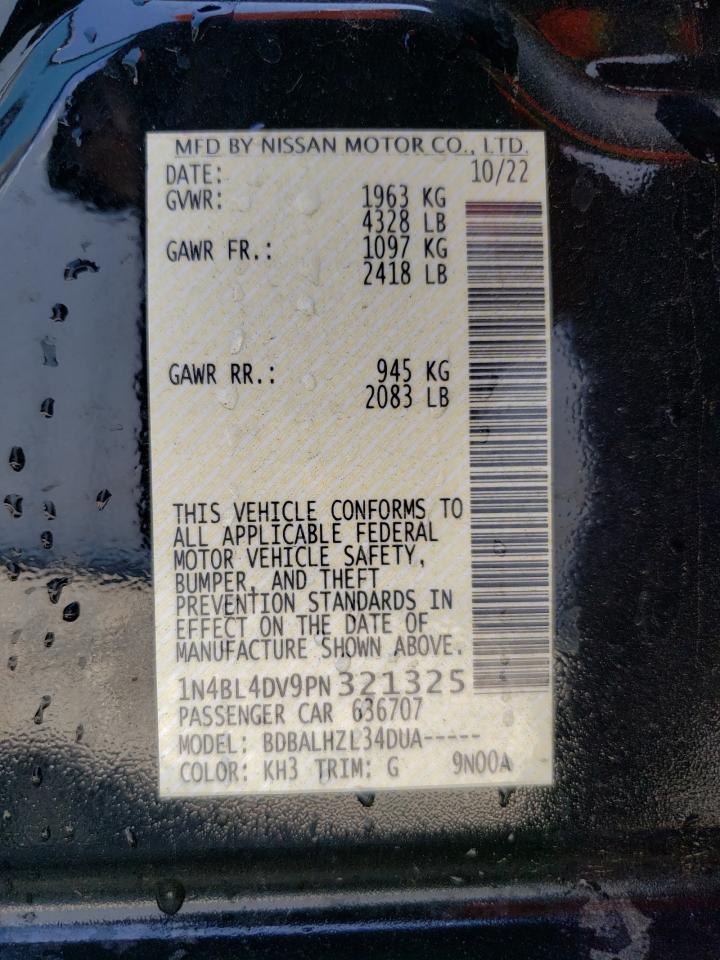 MFD BY NISSAN MOTOR CO., LTD.
DATE: 10/22
GVWR: 1963 KG
4328 LB
GAWR FR.: 1097 KG
2418 LB
GAWR RR.: 945 KG
2083 LB
THIS VEHICLE CONFORMS TO
ALL APPLICABLE FEDERAL
MOTOR VEHICLE SAFETY,
BUMPER, AND THEFT
PREVENTION STANDARDS IN
EFFECT ON THE DATE OF
MANUFACTURE SHOWN ABOVE.
1N4BL4DV9PN 321325
PASSENGER CAR 636707
MODEL: BDBALHZL34DUA-----
COLOR: KH3 TRIM: G 9N00A